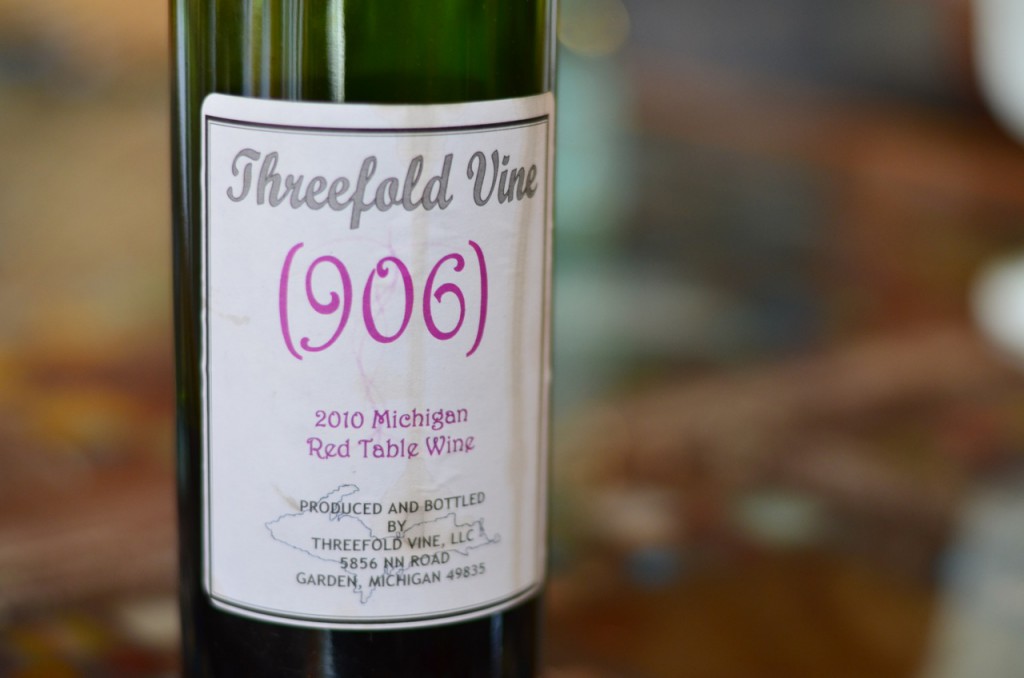 Threefold Vine
(906)
2010 Michigan
Red Table Wine
PRODUCED AND BOTTLED
BY
THREEFOLD VINE, LLC
5856 NN ROAD
GARDEN, MICHIGAN 49835